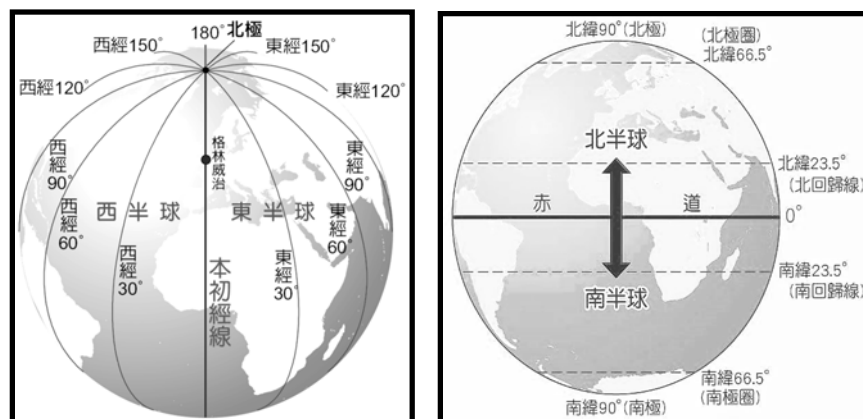 180°
北極
西經150°
東經150°
西經120°
東經120°
格林威治
西經90°
東經90°
西經60°
東經60°
西半球
東半球
西經30°
東經30°
本初經線
北緯90°(北極)
(北極圈)
北緯66.5°
北半球
北緯23.5°
(北回歸線)
赤道
0°
南緯23.5°
(南回歸線)
南半球
南緯66.5°
(南極圈)
南緯90°(南極)